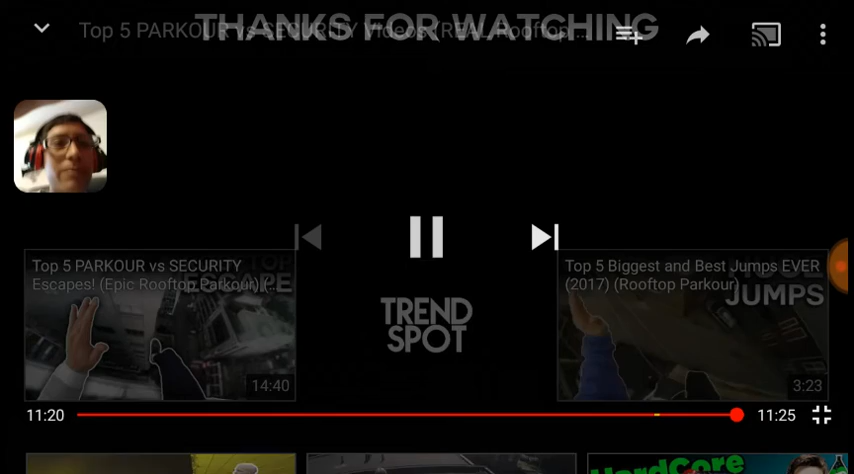 THANKS FOR WATCHING
Top 5 PARKOUR vs SECURITY Videos (REAL Rooftop ...
Top 5 PARKOUR vs SECURITY
Escapes! (Epic Rooftop Parkour) (...
TOP
ESCAPE
14:40
TREND
SPOT
Top 5 Biggest and Best Jumps EVER
(2017) (Rooftop Parkour)
HUGE
JUMPS
3:23
11:20
11:25
HardCore